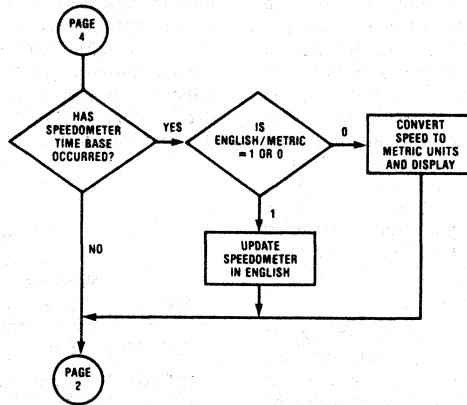 PAGE
4
HAS
SPEEDOMETER
TIME BASE
OCCURRED?
YES
IS
ENGLISH/METRIC
=1 OR 0
0
CONVERT
SPEED TO
METRIC UNITS
AND DISPLAY
1
NO
UPDATE
SPEEDOMETER
IN ENGLISH
PAGE
2